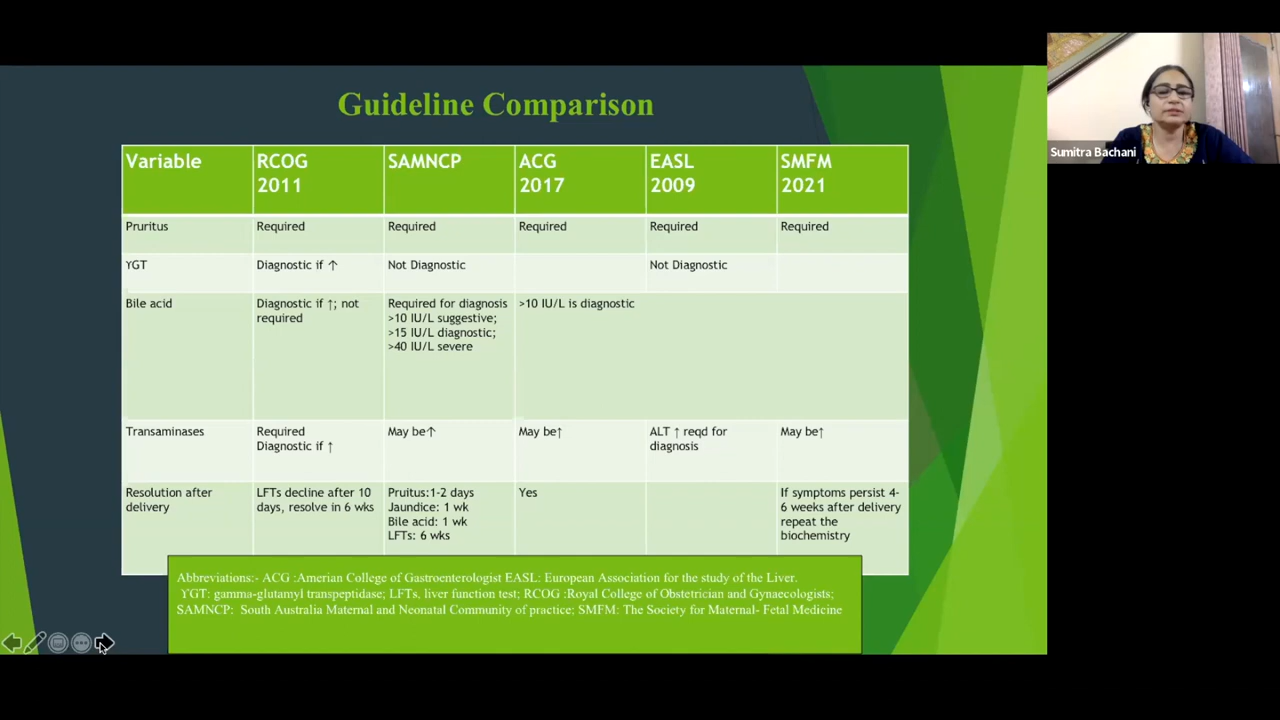 Guideline Comparison
Variable
RCOG
2011
SAMNCP
ACG
2017
EASL
2009
SMFM
2021
Pruritus
Required
Required
Required
Required
Required
YGT
Diagnostic if ↑
Not Diagnostic
Not Diagnostic
Bile acid
Diagnostic if ↑; not
required
Required for diagnosis
>10 IU/L suggestive;
>15 IU/L diagnostic;
>40 IU/L severe
>10 IU/L is diagnostic
Transaminases
Required
Diagnostic if ↑
May be↑
May be↑
ALT ↑ reqd for
diagnosis
May be↑
Resolution after
delivery
LFTs decline after 10
days, resolve in 6 wks
Pruitus:1-2 days
Jaundice: 1 wk
Bile acid: 1 wk
LFTs: 6 wks
Yes
If symptoms persist 4-
6 weeks after delivery
repeat the
biochemistry
Abbreviations:- ACG :Amerian College of Gastroenterologist EASL: European Association for the study of the Liver.
YGT: gamma-glutamyl transpeptidase; LFTs, liver function test; RCOG :Royal College of Obstetrician and Gynaecologists;
SAMNCP: South Australia Maternal and Neonatal Community of practice; SMFM: The Society for Maternal- Fetal Medicine
Sumitra Bachani